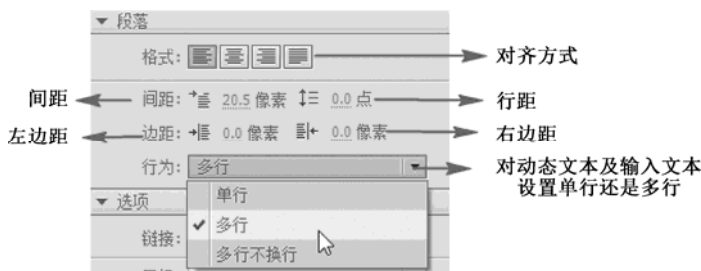 段落
格式: 对齐方式
间距 间距: 20.5 像素 0.0 点 行距
左边距 边距: 0.0 像素 0.0 像素 右边距
行为: 多行 对动态文本及输入文本
设置单行还是多行
选项 单行
链接: 多行
多行不换行